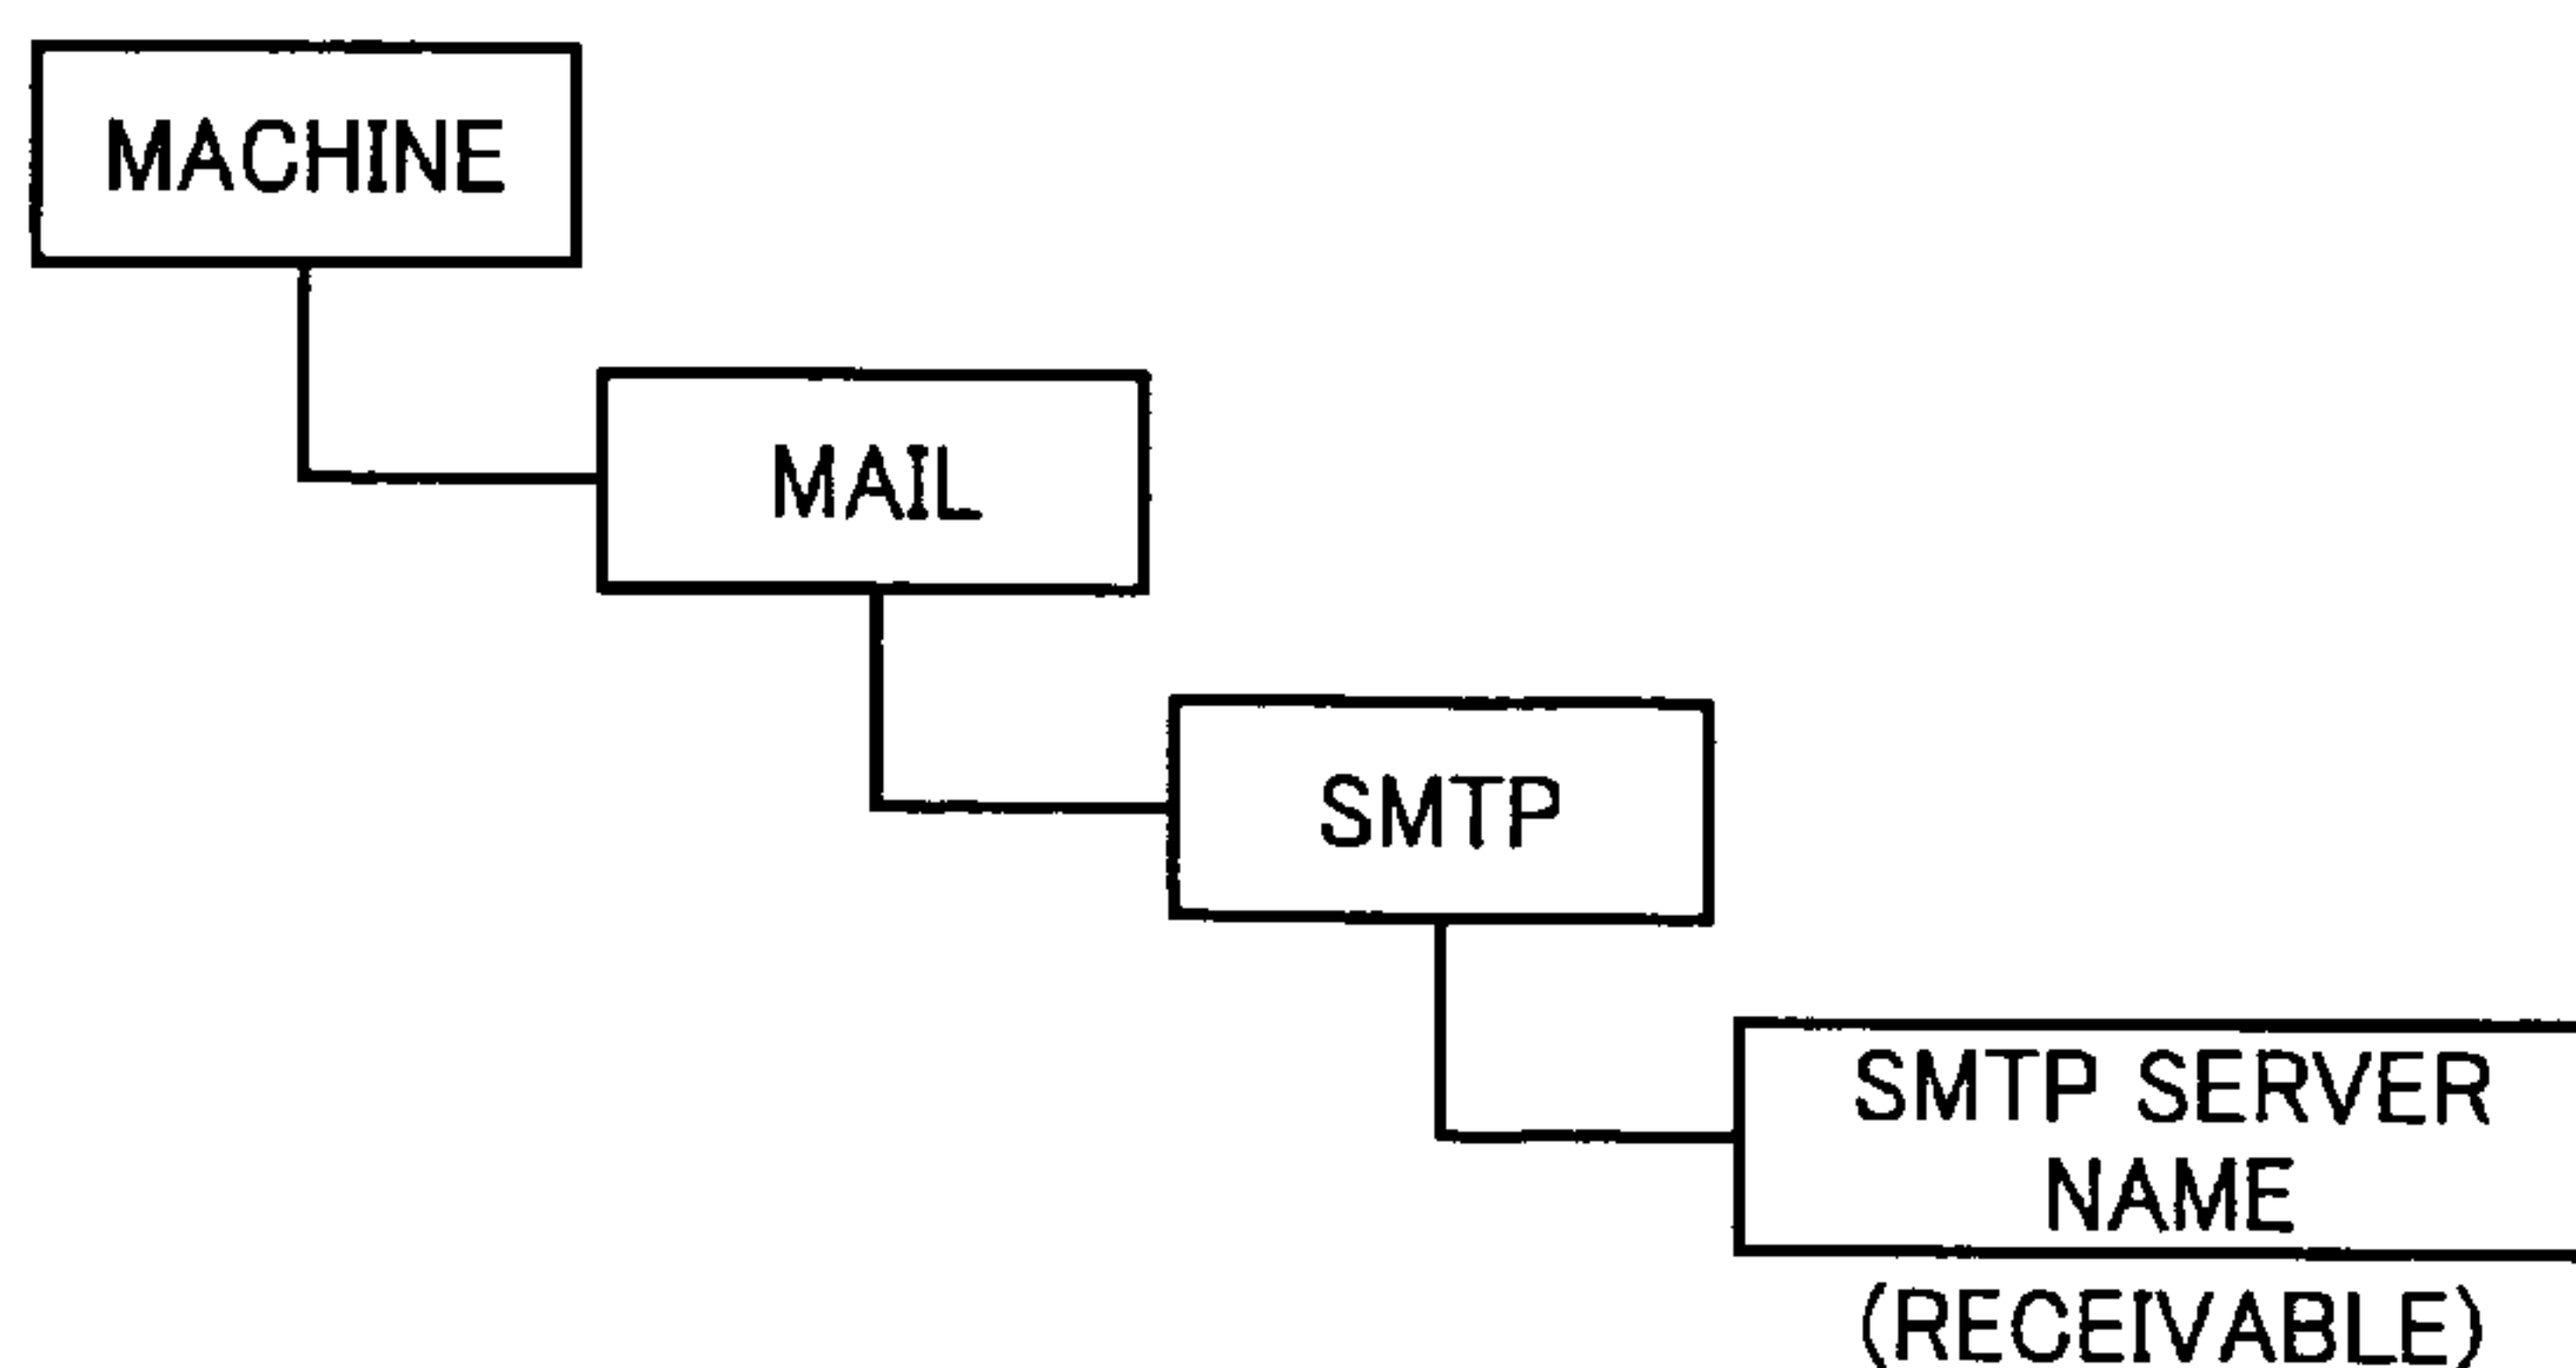 MACHINE
MAIL
SMTP
SMTP SERVER
NAME
(RECEIVABLE)